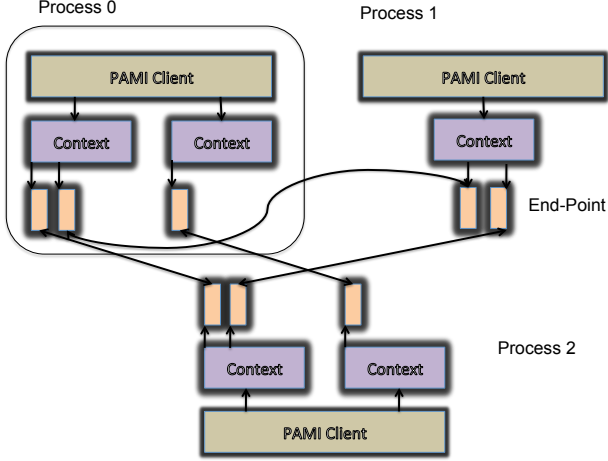 Process 0
Process 1
PAMI Client
PAMI Client
Context
Context
Context
End-Point
Process 2
Context
Context
PAMI Client